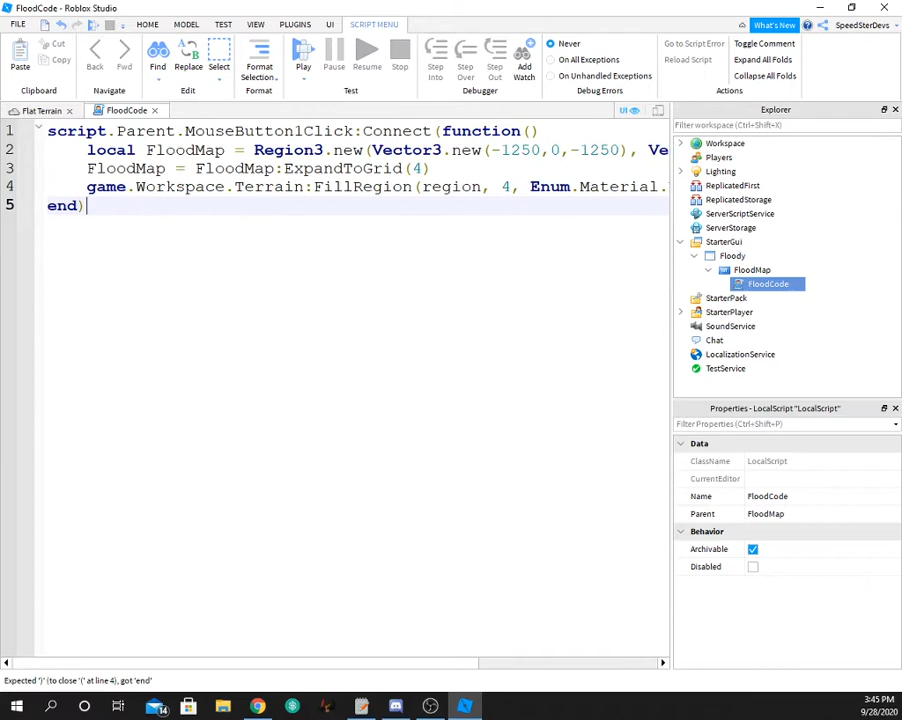 FloodCode - Roblox Studio
FILE HOME MODEL TEST VIEW PLUGINS UI SCRIPT MENU What's New SpeedSterDevs
Paste Cut Copy Back Fwd Find Replace Select Format Selection Play Pause Resume Stop Step Into Step Over Step Out Add Watch Never On All Exceptions On Unhandled Exceptions Go to Script Error Reload Script Toggle Comment Expand All Folds Collapse All Folds
Clipboard Navigate Edit Format Test Debugger Debug Errors Actions
Flat Terrain FloodCode UI
1 script.Parent.MouseButton1Click:Connect(function()
2 local FloodMap = Region3.new(Vector3.new(-1250,0,-1250), Ve
3 FloodMap = FloodMap:ExpandToGrid(4)
4 game.Workspace.Terrain:FillRegion(region, 4, Enum.Material.
5 end)
Explorer
Filter workspace (Ctrl+Shift+X)
Workspace
Players
Lighting
ReplicatedFirst
ReplicatedStorage
ServerScriptService
ServerStorage
StarterGui
Floody
FloodMap
FloodCode
StarterPack
StarterPlayer
SoundService
Chat
LocalizationService
TestService
Properties - LocalScript "LocalScript"
Filter Properties (Ctrl+Shift+P)
Data
ClassName LocalScript
CurrentEditor
Name FloodCode
Parent FloodMap
Behavior
Archivable
Disabled
Expected ')' (to close '(' at line 4), got 'end'
3:45 PM
9/28/2020